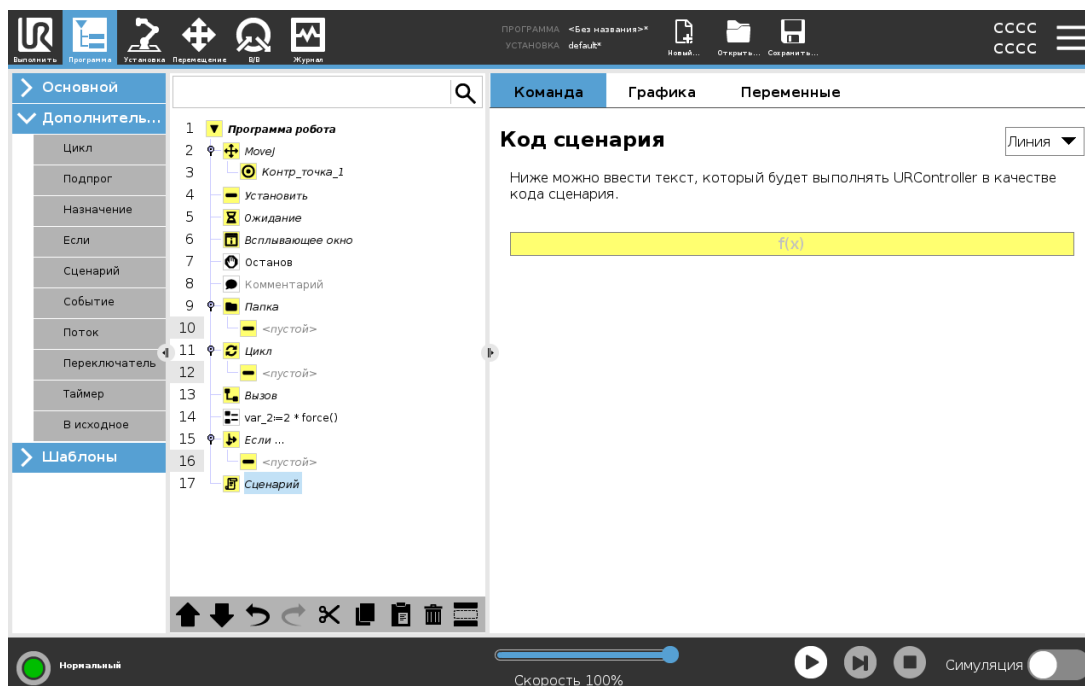 UR
ПРОГРАММА <Без названия>*
УСТАНОВКА default*
Выполнить Программа Установка Перемещение В/В Журнал
Новый... Открыть... Сохранить...
CCCC
CCCC
Основной
Дополнитель...
Цикл
Подпрог
Назначение
Если
Сценарий
Событие
Поток
Переключатель
Таймер
В исходное
Шаблоны
1 Программа робота
2 MoveJ
3 Контр_точка_1
4 Установить
5 Ожидание
6 Всплывающее окно
7 Останов
8 Комментарий
9 Папка
10 <пустой>
11 Цикл
12 <пустой>
13 Вызов
14 var_2:=2 * force()
15 Если ...
16 <пустой>
17 Сценарий
Команда Графика Переменные
Код сценария
Линия
Ниже можно ввести текст, который будет выполнять URController в качестве
кода сценария.
f(x)
Нормальный
Скорость 100%
Симуляция